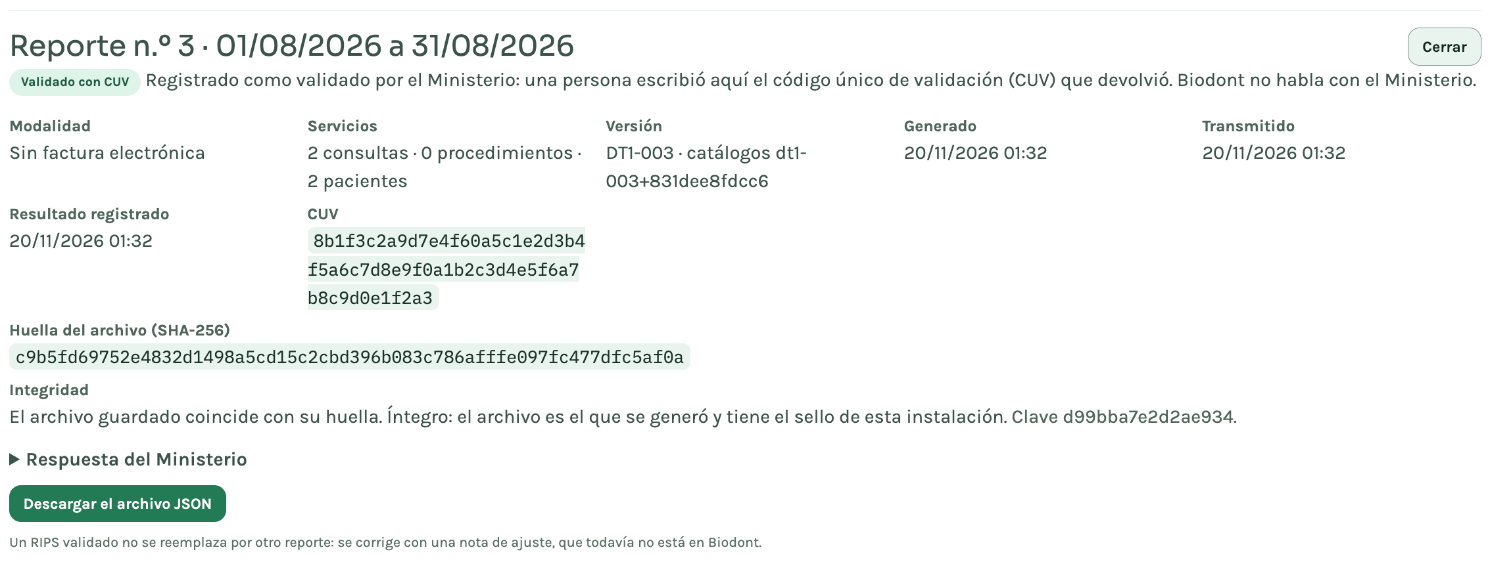 Reporte n.º 3 · 01/08/2026 a 31/08/2026
Cerrar
Validado con CUV Registrado como validado por el Ministerio: una persona escribió aquí el código único de validación (CUV) que devolvió. Biodont no habla con el Ministerio.
Modalidad
Sin factura electrónica
Servicios
2 consultas · 0 procedimientos ·
2 pacientes
Versión
DT1-003 · catálogos dt1-
003+831dee8fdcc6
Generado
20/11/2026 01:32
Transmitido
20/11/2026 01:32
Resultado registrado
20/11/2026 01:32
CUV
8b1f3c2a9d7e4f60a5c1e2d3b4
f5a6c7d8e9f0a1b2c3d4e5f6a7
b8c9d0e1f2a3
Huella del archivo (SHA-256)
c9b5fd69752e4832d1498a5cd15c2cbd396b083c786afffe097fc477dfc5af0a
Integridad
El archivo guardado coincide con su huella. Íntegro: el archivo es el que se generó y tiene el sello de esta instalación. Clave d99bba7e2d2ae934.
Respuesta del Ministerio
Descargar el archivo JSON
Un RIPS validado no se reemplaza por otro reporte: se corrige con una nota de ajuste, que todavía no está en Biodont.